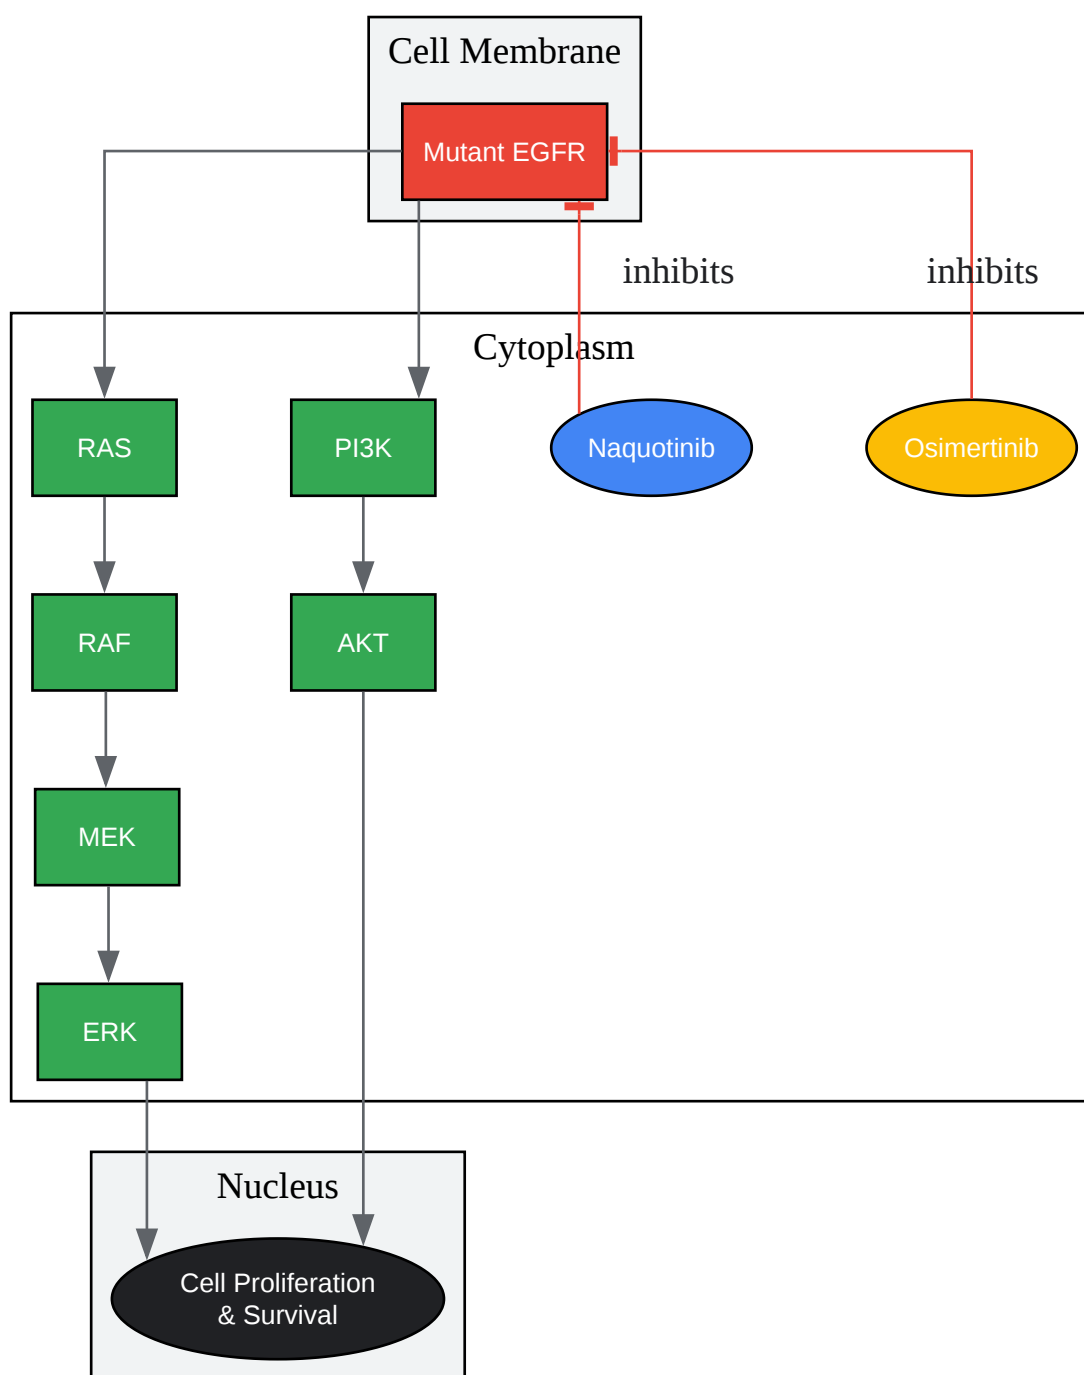 Cell Membrane
Mutant EGFR
inhibits
inhibits
Cytoplasm
RAS
PI3K
Naquotinib
Osimertinib
RAF
AKT
MEK
ERK
Nucleus
Cell Proliferation
& Survival